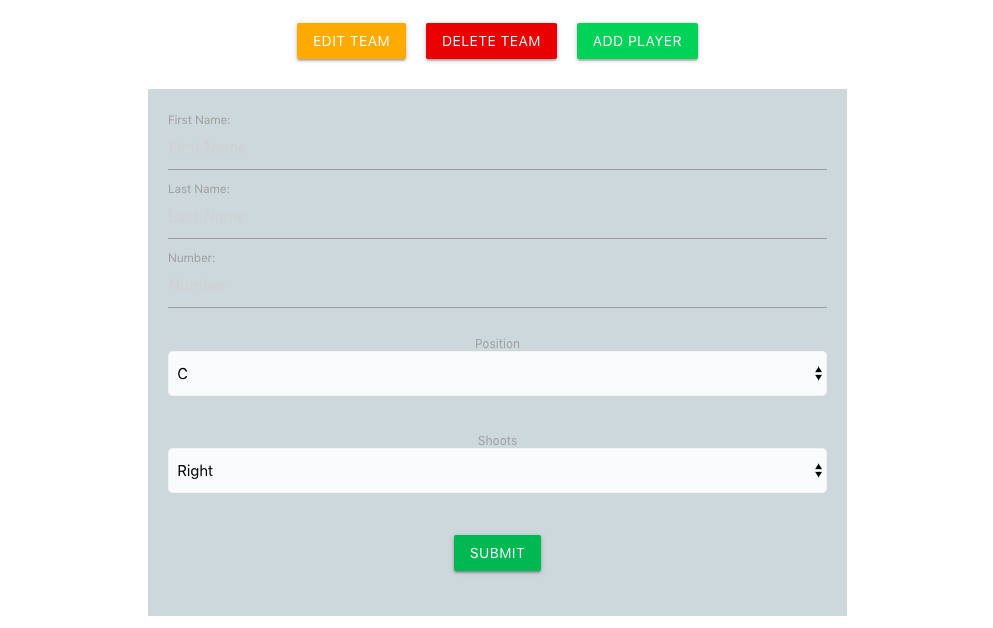 EDIT TEAM DELETE TEAM ADD PLAYER
First Name:
First Name
Last Name:
Last Name
Number:
Number
Position
C
Shoots
Right
SUBMIT